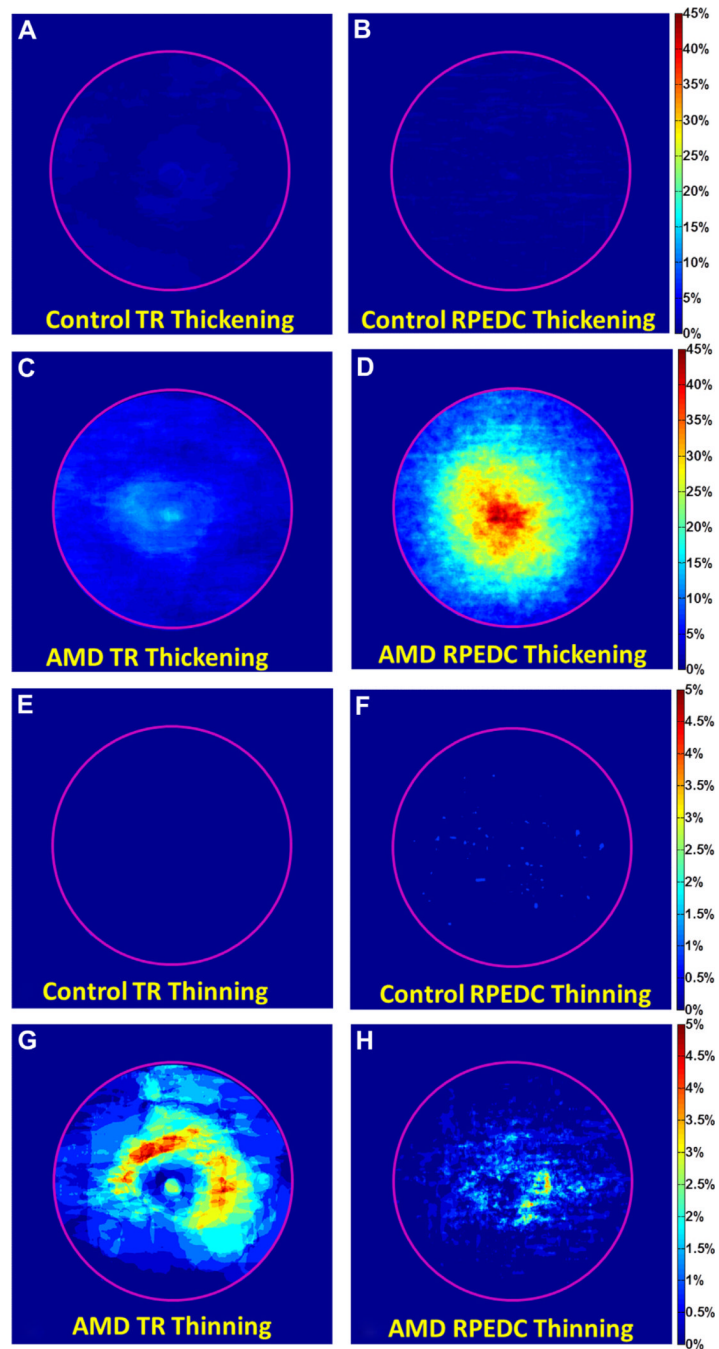 A
Control TR Thickening
B
Control RPEDC Thickening
45%
40%
35%
30%
25%
20%
15%
10%
5%
0%
C
AMD TR Thickening
D
AMD RPEDC Thickening
45%
40%
35%
30%
25%
20%
15%
10%
5%
0%
E
Control TR Thinning
F
Control RPEDC Thinning
5%
4.5%
4%
3.5%
3%
2.5%
2%
1.5%
1%
0.5%
0%
G
AMD TR Thinning
H
AMD RPEDC Thinning
5%
4.5%
4%
3.5%
3%
2.5%
2%
1.5%
1%
0.5%
0%